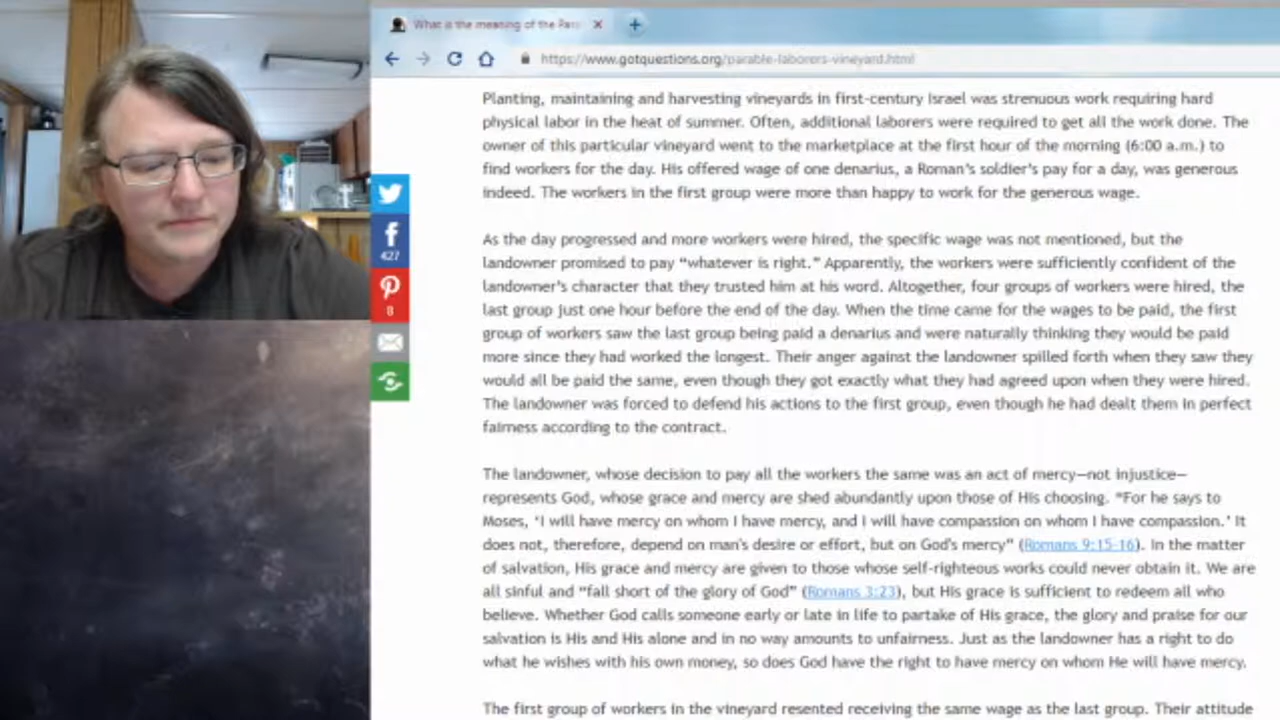 What is the meaning of the Para
https://www.gotquestions.org/parable-laborers-vineyard.html
427
8
Planting, maintaining and harvesting vineyards in first-century Israel was strenuous work requiring hard
physical labor in the heat of summer. Often, additional laborers were required to get all the work done. The
owner of this particular vineyard went to the marketplace at the first hour of the morning (6:00 a.m.) to
find workers for the day. His offered wage of one denarius, a Roman's soldier's pay for a day, was generous
indeed. The workers in the first group were more than happy to work for the generous wage.
As the day progressed and more workers were hired, the specific wage was not mentioned, but the
landowner promised to pay “whatever is right.” Apparently, the workers were sufficiently confident of the
landowner's character that they trusted him at his word. Altogether, four groups of workers were hired, the
last group just one hour before the end of the day. When the time came for the wages to be paid, the first
group of workers saw the last group being paid a denarius and were naturally thinking they would be paid
more since they had worked the longest. Their anger against the landowner spilled forth when they saw they
would all be paid the same, even though they got exactly what they had agreed upon when they were hired.
The landowner was forced to defend his actions to the first group, even though he had dealt them in perfect
fairness according to the contract.
The landowner, whose decision to pay all the workers the same was an act of mercy—not injustice—
represents God, whose grace and mercy are shed abundantly upon those of His choosing. “For he says to
Moses, ‘I will have mercy on whom I have mercy, and I will have compassion on whom I have compassion.’ It
does not, therefore, depend on man's desire or effort, but on God's mercy” (Romans 9:15-16). In the matter
of salvation, His grace and mercy are given to those whose self-righteous works could never obtain it. We are
all sinful and “fall short of the glory of God” (Romans 3:23), but His grace is sufficient to redeem all who
believe. Whether God calls someone early or late in life to partake of His grace, the glory and praise for our
salvation is His and His alone and in no way amounts to unfairness. Just as the landowner has a right to do
what he wishes with his own money, so does God have the right to have mercy on whom He will have mercy.
The first group of workers in the vineyard resented receiving the same wage as the last group. Their attitude